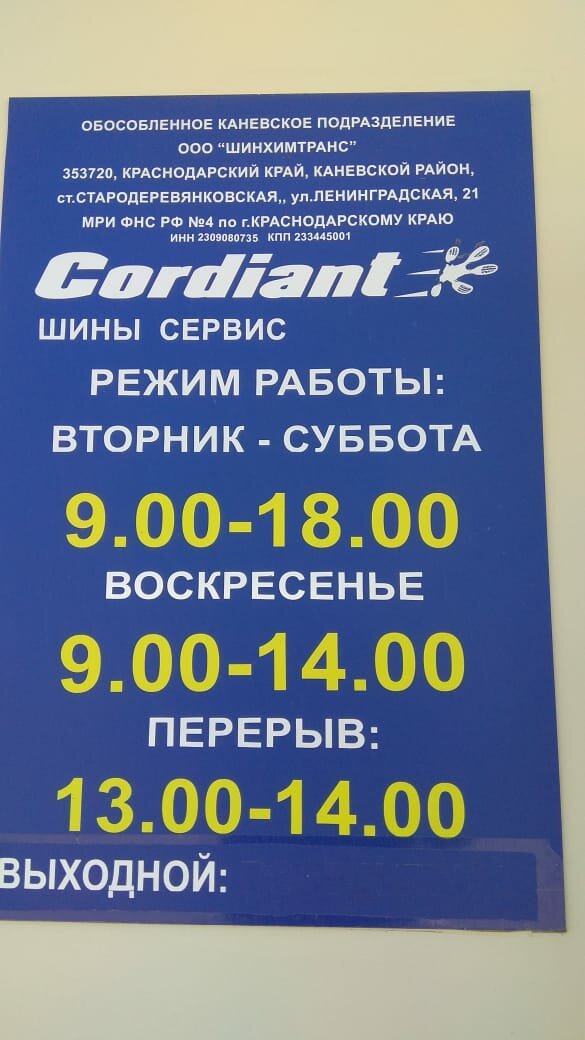 ОБОСОБЛЕННОЕ КАНЕВСКОЕ ПОДРАЗДЕЛЕНИЕ
ООО "ШИНХИМТРАНС"
353720, КРАСНОДАРСКИЙ КРАЙ, КАНЕВСКОЙ РАЙОН,
ст.СТАРОДЕРЕВЯНКОВСКАЯ,, ул.ЛЕНИНГРАДСКАЯ, 21
МРИ ФНС РФ №4 по г.КРАСНОДАРСКОМУ КРАЮ
ИНН 2309080735 КПП 233445001
Cordiant
ШИНЫ СЕРВИС
РЕЖИМ РАБОТЫ:
ВТОРНИК - СУББОТА
9.00-18.00
ВОСКРЕСЕНЬЕ
9.00-14.00
ПЕРЕРЫВ:
13.00-14.00
ВЫХОДНОЙ: